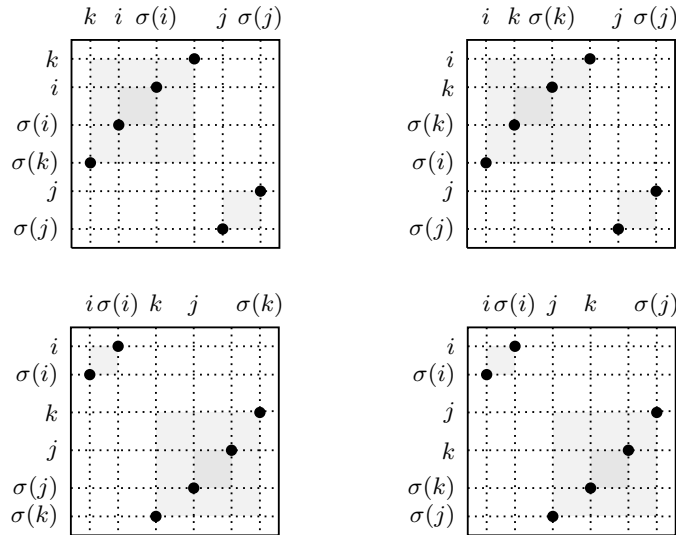 k i σ(i) j σ(j)
k
i
σ(i)
σ(k)
j
σ(j)
i k σ(k) j σ(j)
i
k
σ(k)
σ(i)
j
σ(j)
i σ(i) k j σ(k)
i
σ(i)
k
j
σ(j)
σ(k)
i σ(i) j k σ(j)
i
σ(i)
j
k
σ(k)
σ(j)